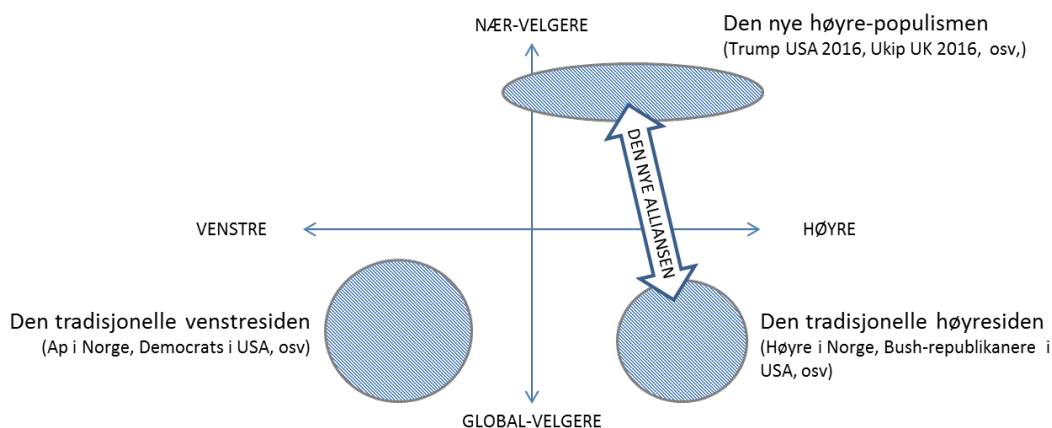 NÆR-VELGERE
Den nye høyre-populismen
(Trump USA 2016, Ukip UK 2016, osv,)
DEN NYE ALLIANSEN
VENSTRE
HØYRE
Den tradisjonelle venstresiden
(Ap i Norge, Democrats i USA, osv)
Den tradisjonelle høyresiden
(Høyre i Norge, Bush-republikanere i
USA, osv)
GLOBAL-VELGERE